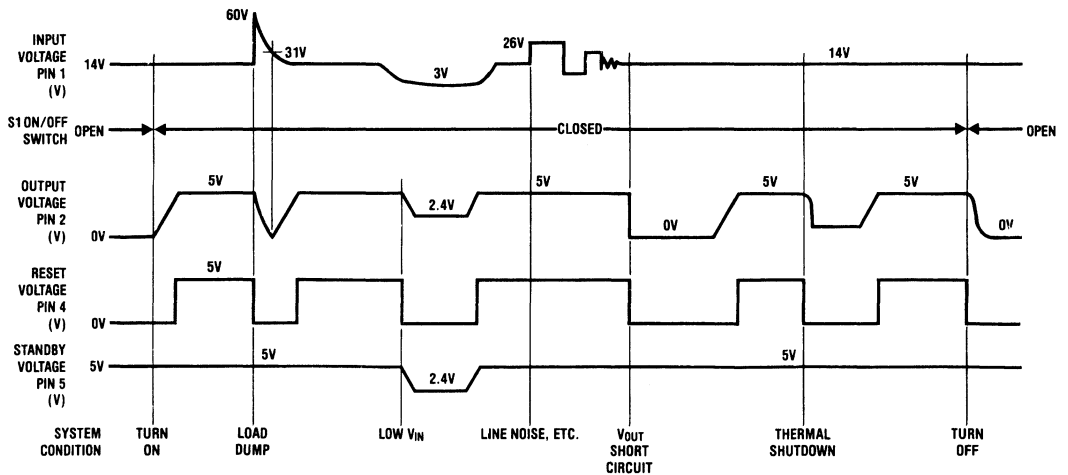 INPUT
VOLTAGE
PIN 1
(V)
14V
60V
31V
3V
26V
14V
S1 ON/OFF
SWITCH
OPEN
CLOSED
OPEN
OUTPUT
VOLTAGE
PIN 2
(V)
0V
5V
2.4V
5V
0V
5V
5V
0V
RESET
VOLTAGE
PIN 4
(V)
0V
5V
STANDBY
VOLTAGE
PIN 5
(V)
5V
5V
2.4V
5V
SYSTEM
CONDITION
TURN
ON
LOAD
DUMP
LOW VIN
LINE NOISE, ETC.
VOUT
SHORT
CIRCUIT
THERMAL
SHUTDOWN
TURN
OFF